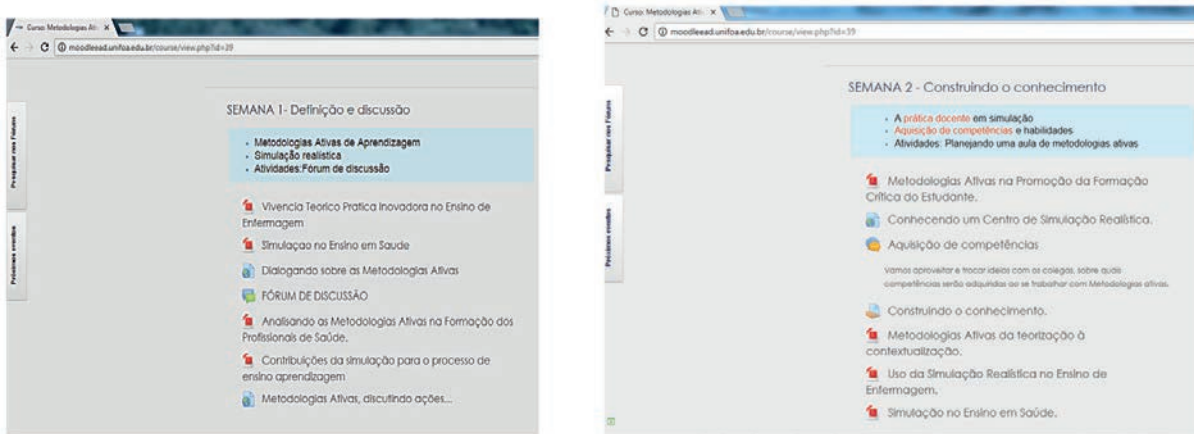 Curso: Metodologias Ati
moodleead.unifoa.edu.br/course/view.php?id=39
Pesquisar nos Fóruns
Próximos eventos
SEMANA 1- Definição e discussão
Metodologias Ativas de Aprendizagem
Simulação realística
Atividades:Fórum de discussão
Vivencia Teorico Pratica Inovadora no Ensino de
Enfermagem
Simulaçao no Ensino em Saude
Dialogando sobre as Metodologias Ativas
FÓRUM DE DISCUSSÃO
Analisando as Metodologias Ativas na Formação dos
Profissionais de Saúde.
Contribuições da simulação para o processo de
ensino aprendizagem
Metodologias Ativas, discutindo ações...
Curso: Metodologias Ati
moodleead.unifoa.edu.br/course/view.php?id=39
Pesquisar nos Fóruns
Próximos eventos
SEMANA 2 - Construindo o conhecimento
A prática docente em simulação
Aquisição de competências e habilidades
Atividades: Planejando uma aula de metodologias ativas
Metodologias Ativas na Promoção da Formação
Crítica do Estudante.
Conhecendo um Centro de Simulação Realística.
Aquisição de competências
Vamos aproveitar e trocar ideias com os colegas, sobre quais
competências serão adquiridas ao se trabalhar com Metodologias ativas.
Construindo o conhecimento.
Metodologias Ativas da teorização à
contextualização.
Uso da Simulação Realística no Ensino de
Enfermagem.
Simulação no Ensino em Saúde.